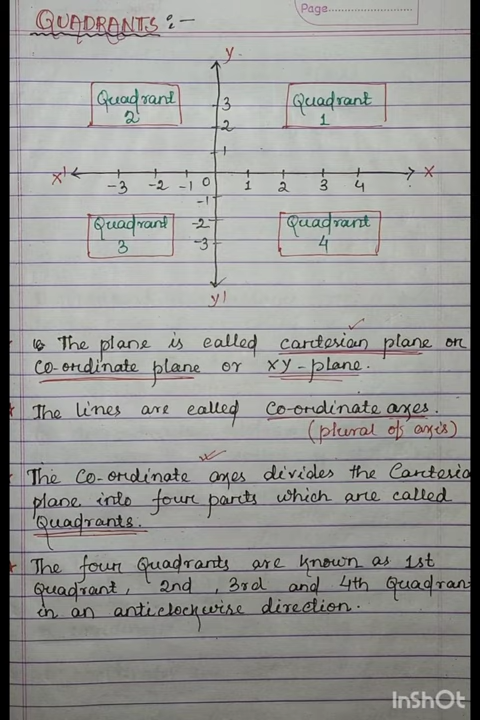 Page
QUADRANTS :-
Y
Quadrant
2
Quadrant
1
3
2
1
X'
-3 -2 -1 0 1 2 3 4
X
-1
-2
-3
Quadrant
3
Quadrant
4
Y'
The plane is called cartesian plane or
co-ordinate plane or XY-plane.
* The lines are called co-ordinate axes.
(plural of axis)
* The co-ordinate axes divides the Cartesia
plane into four parts which are called
Quadrants.
* The four Quadrants are known as 1st
Quadrant, 2nd, 3rd and 4th Quadran
in an anticlockwise direction.
InShOt